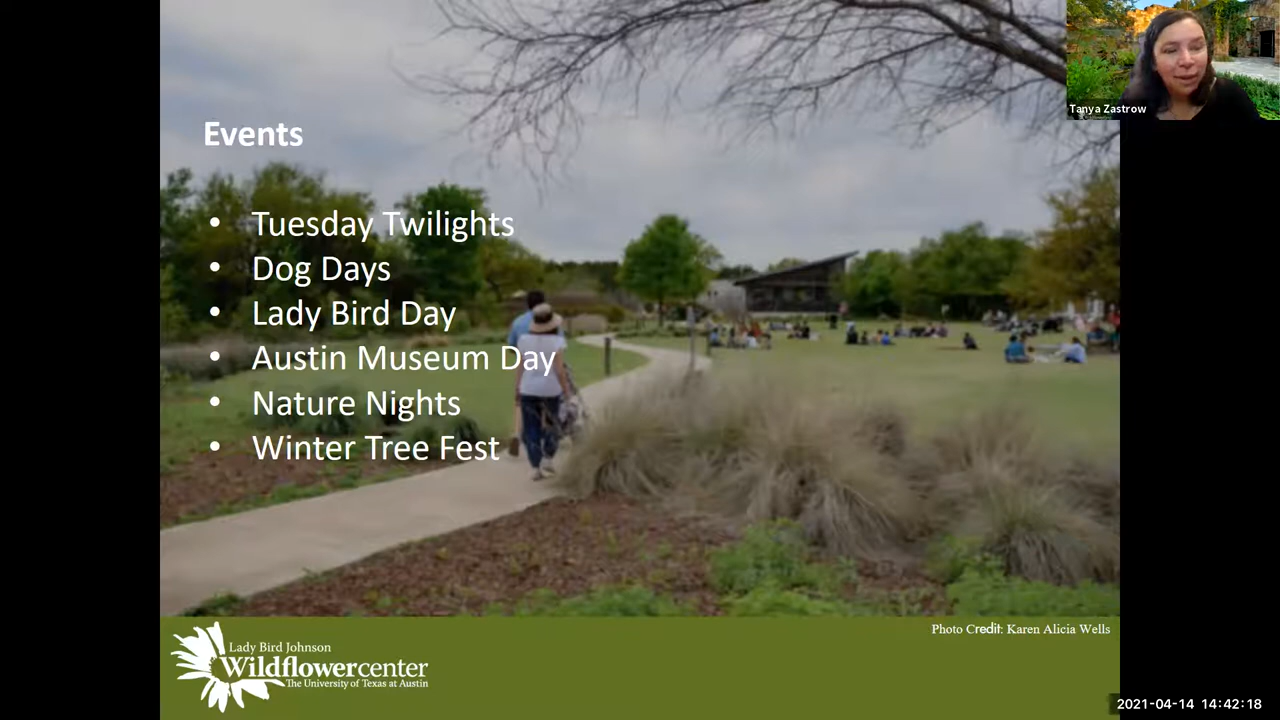 Tanya Zastrow
Events
• Tuesday Twilights
• Dog Days
• Lady Bird Day
• Austin Museum Day
• Nature Nights
• Winter Tree Fest
Photo Credit: Karen Alicia Wells
Lady Bird Johnson
Wildflowercenter
The University of Texas at Austin
2021-04-14 14:42:18